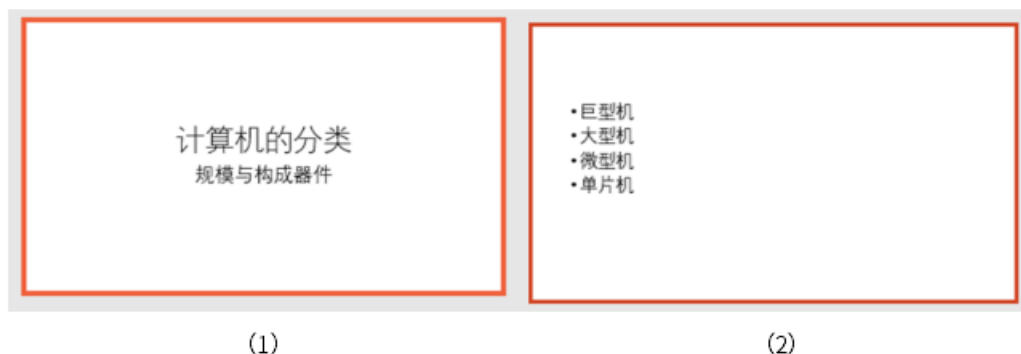 计算机的分类
规模与构成器件
•巨型机
•大型机
•微型机
•单片机
（1）
（2）